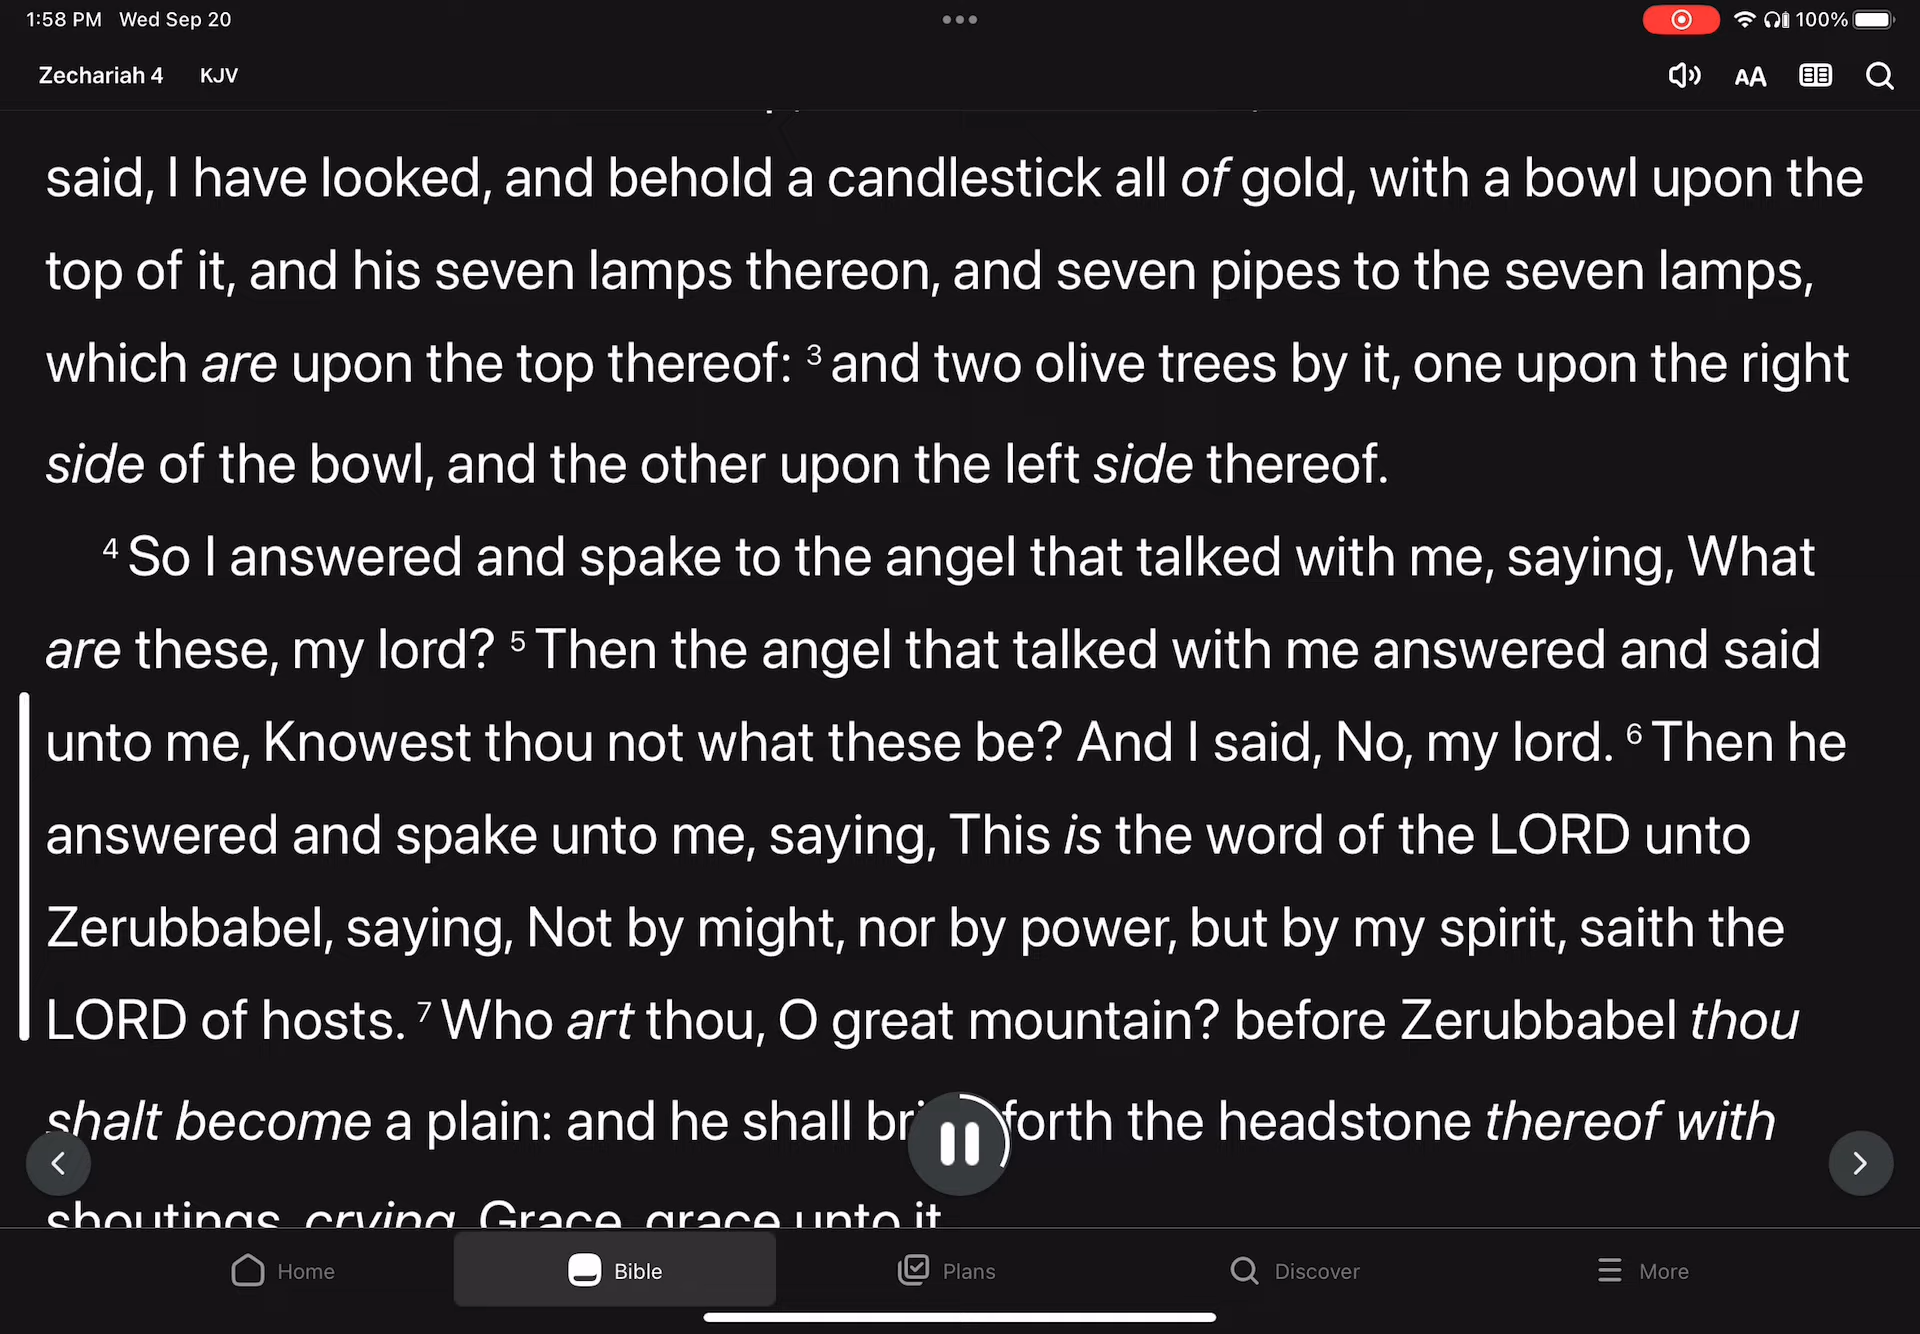 1:58 PM Wed Sep 20
100%
Zechariah 4 KJV
AA
said, I have looked, and behold a candlestick all of gold, with a bowl upon the
top of it, and his seven lamps thereon, and seven pipes to the seven lamps,
which are upon the top thereof: 3 and two olive trees by it, one upon the right
side of the bowl, and the other upon the left side thereof.
4 So I answered and spake to the angel that talked with me, saying, What
are these, my lord? 5 Then the angel that talked with me answered and said
unto me, Knowest thou not what these be? And I said, No, my lord. 6 Then he
answered and spake unto me, saying, This is the word of the LORD unto
Zerubbabel, saying, Not by might, nor by power, but by my spirit, saith the
LORD of hosts. 7 Who art thou, O great mountain? before Zerubbabel thou
shalt become a plain: and he shall bri forth the headstone thereof with
shoutings, crying, Grace, grace unto it
Home Bible Plans Discover More